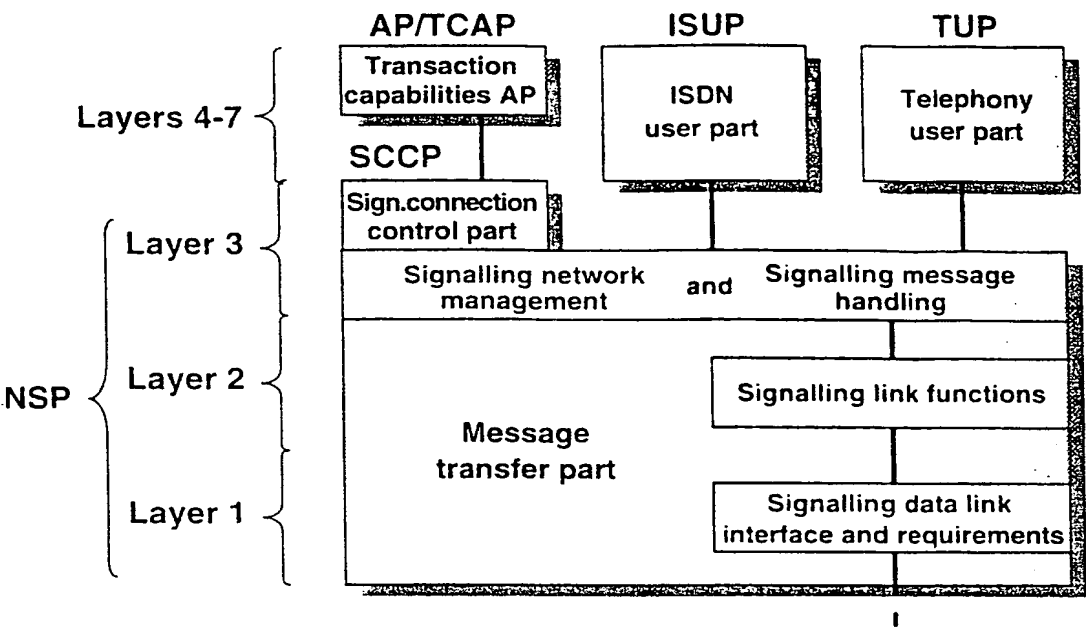 AP/TCAP
ISUP
TUP
Transaction
capabilities AP
ISDN
user part
Telephony
user part
Layers 4-7
SCCP
Sign.connection
control part
Layer 3
Signalling network
management
and
Signalling message
handling
NSP
Layer 2
Signalling link functions
Message
transfer part
Layer 1
Signalling data link
interface and requirements